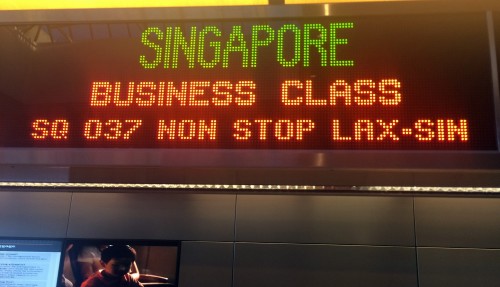 SINGAPORE
BUSINESS CLASS
SQ 037 NON STOP LAX-SIN